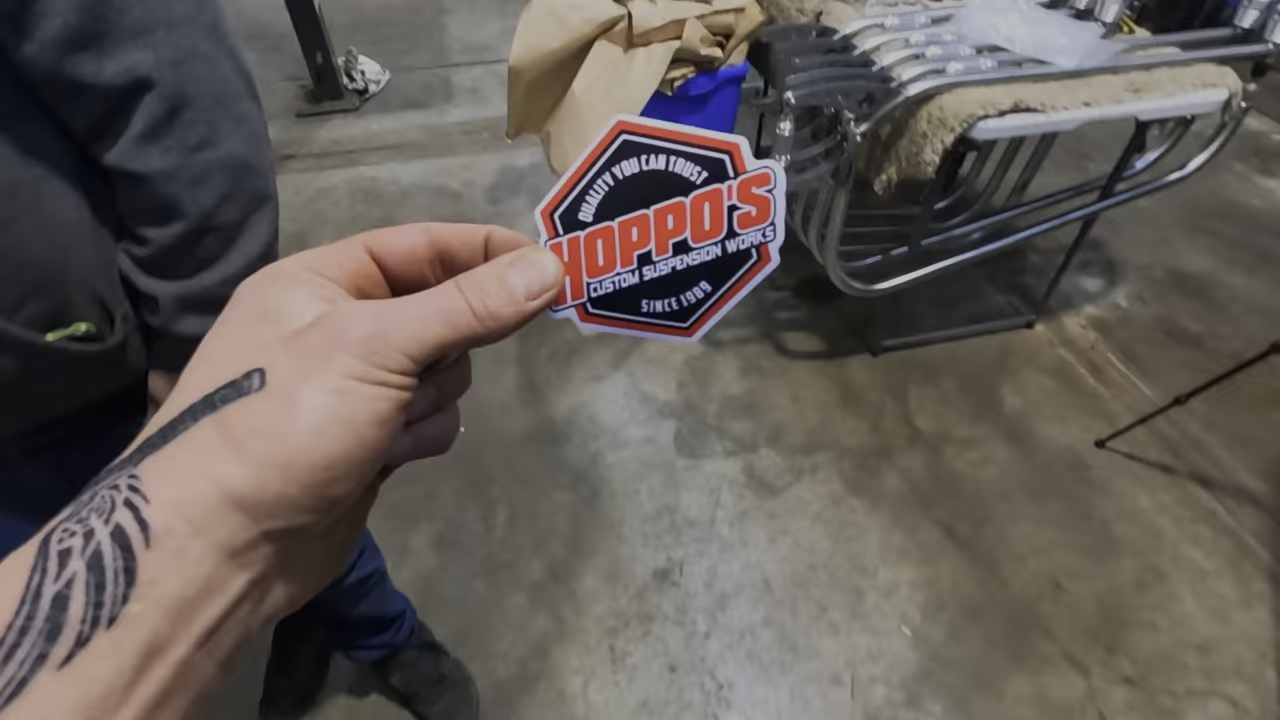 QUALITY YOU CAN TRUST
HOPPO'S
CUSTOM SUSPENSION WORKS
SINCE 1989